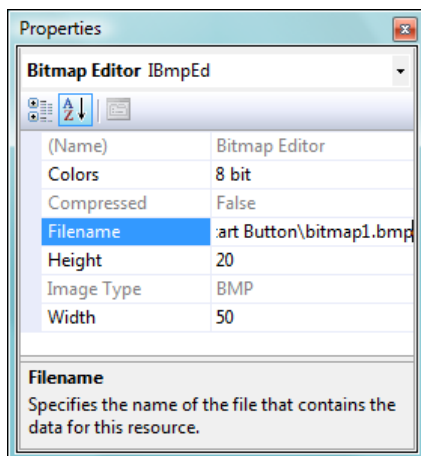 Properties
Bitmap Editor IBmpEd
(Name) Bitmap Editor
Colors 8 bit
Compressed False
Filename art Button\bitmap1.bmp
Height 20
Image Type BMP
Width 50
Filename
Specifies the name of the file that contains the
data for this resource.